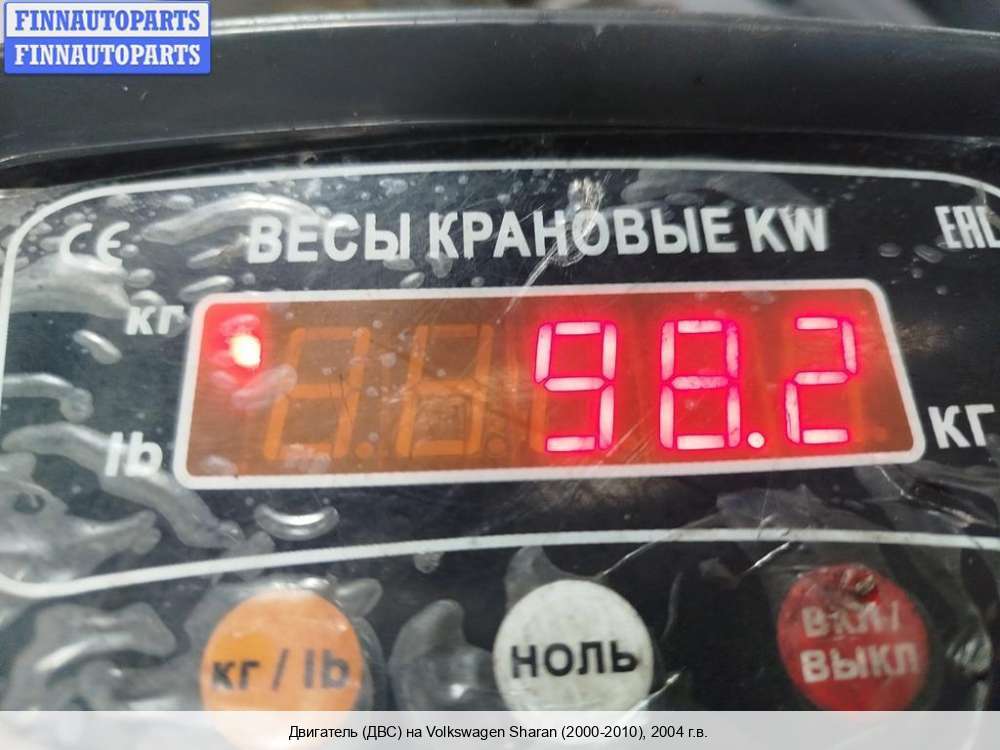 FINNAUTOPARTS
FINNAUTOPARTS
CE ВЕСЫ КРАНОВЫЕ KW EAC
кг
98.2
lb
КГ
кг / lb
НОЛЬ
ВКЛ /
ВЫКЛ
Двигатель (ДВС) на Volkswagen Sharan (2000-2010), 2004 г.в.